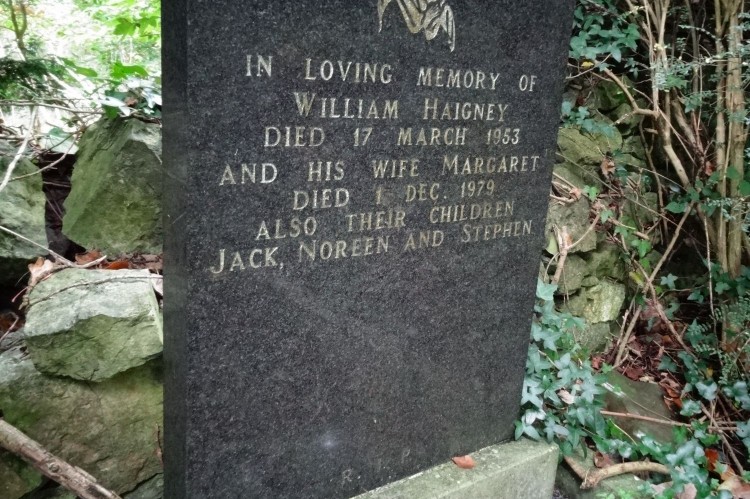 In Loving Memory of
William Haigney
died 17 March 1953
and his wife Margaret
died 1 Dec. 1979
also their children
Jack, Noreen and Stephen
R.I.P.